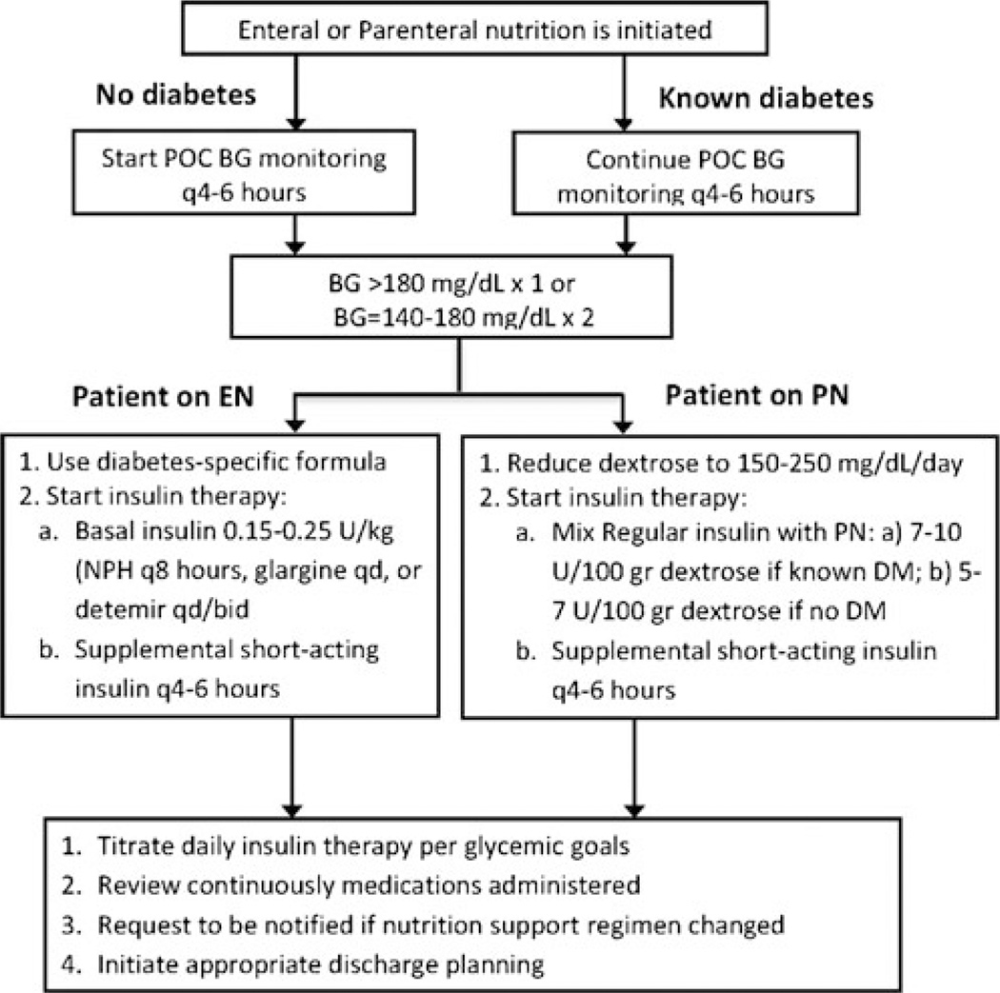 Enteral or Parenteral nutrition is initiated
No diabetes
Known diabetes
Start POC BG monitoring
q4-6 hours
Continue POC BG
monitoring q4-6 hours
BG >180 mg/dL x 1 or
BG=140-180 mg/dL x 2
Patient on EN
Patient on PN
1. Use diabetes-specific formula
2. Start insulin therapy:
a. Basal insulin 0.15-0.25 U/kg
(NPH q8 hours, glargine qd, or
detemir qd/bid
b. Supplemental short-acting
insulin q4-6 hours
1. Reduce dextrose to 150-250 mg/dL/day
2. Start insulin therapy:
a. Mix Regular insulin with PN: a) 7-10
U/100 gr dextrose if known DM; b) 5-
7 U/100 gr dextrose if no DM
b. Supplemental short-acting insulin
q4-6 hours
1. Titrate daily insulin therapy per glycemic goals
2. Review continuously medications administered
3. Request to be notified if nutrition support regimen changed
4. Initiate appropriate discharge planning